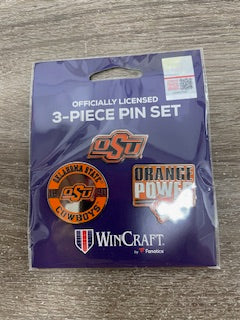 OFFICIALLY LICENSED
3-PIECE PIN SET
OSU
OKLAHOMA STATE
OSU
COWBOYS
ORANGE
POWER
WINCRAFT
by Fanatics